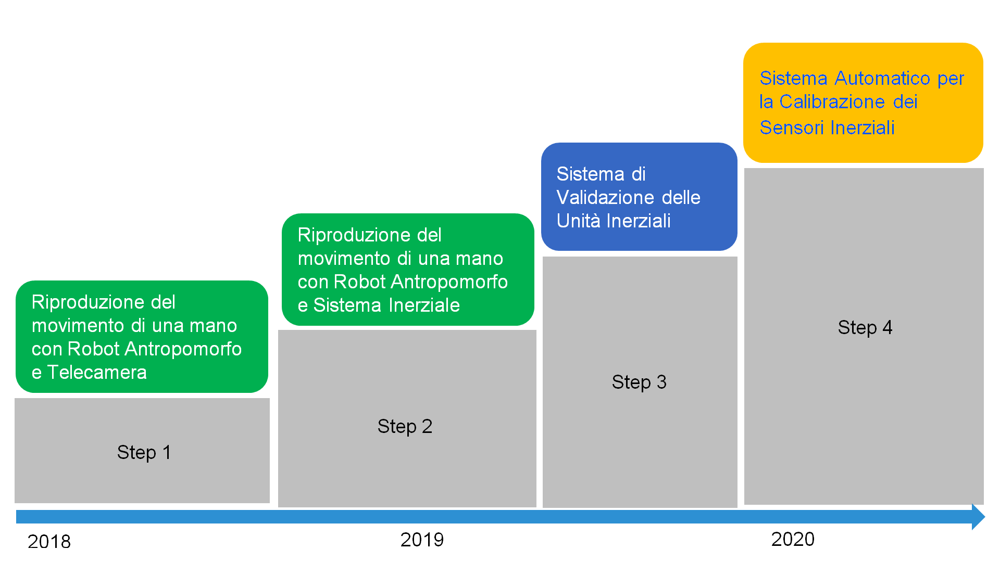 Sistema Automatico per
la Calibrazione dei
Sensori Inerziali
Sistema di
Validazione delle
Unità Inerziali
Riproduzione del
movimento di una mano
con Robot Antropomorfo
e Sistema Inerziale
Riproduzione del
movimento di una mano
con Robot Antropomorfo
e Telecamera
Step 1
Step 2
Step 3
Step 4
2018
2019
2020